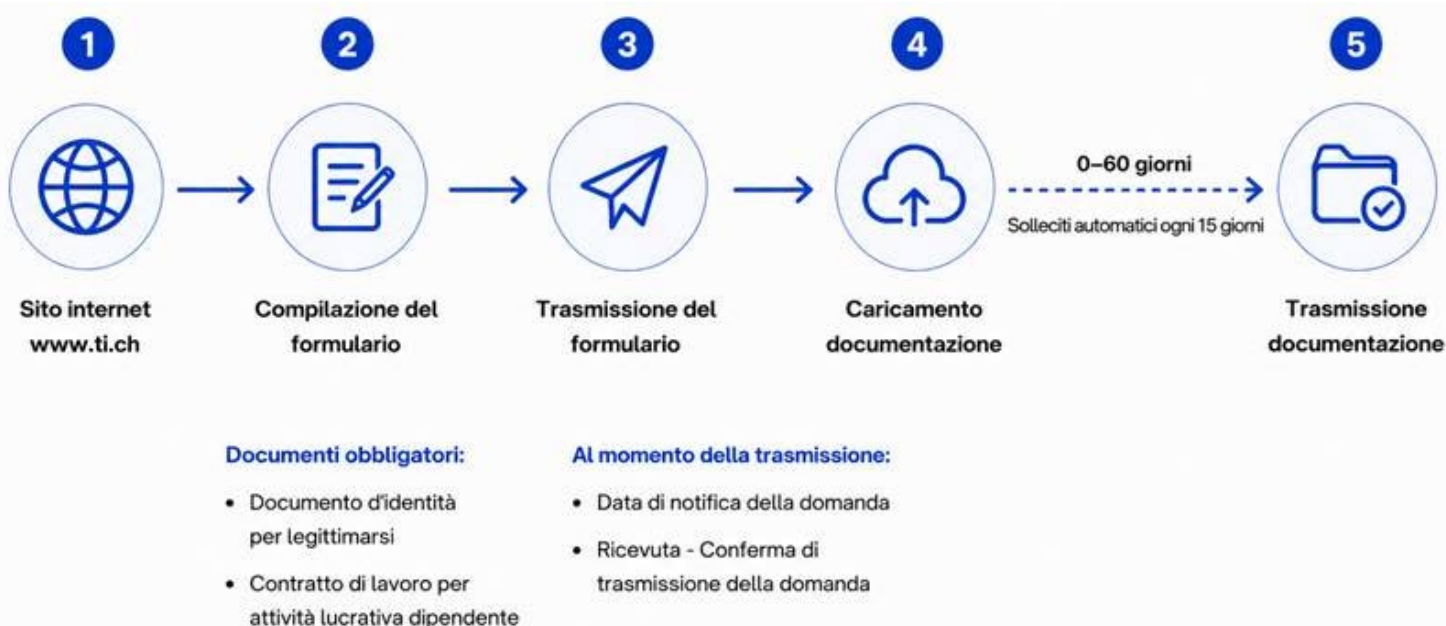 1
2
3
4
5
0–60 giorni
Solleciti automatici ogni 15 giorni
Sito internet
www.ti.ch
Compilazione del
formulario
Trasmissione del
formulario
Caricamento
documentazione
Trasmissione
documentazione
Documenti obbligatori:
• Documento d'identità
per legittimarsi
• Contratto di lavoro per
attività lucrativa dipendente
Al momento della trasmissione:
• Data di notifica della domanda
• Ricevuta - Conferma di
trasmissione della domanda